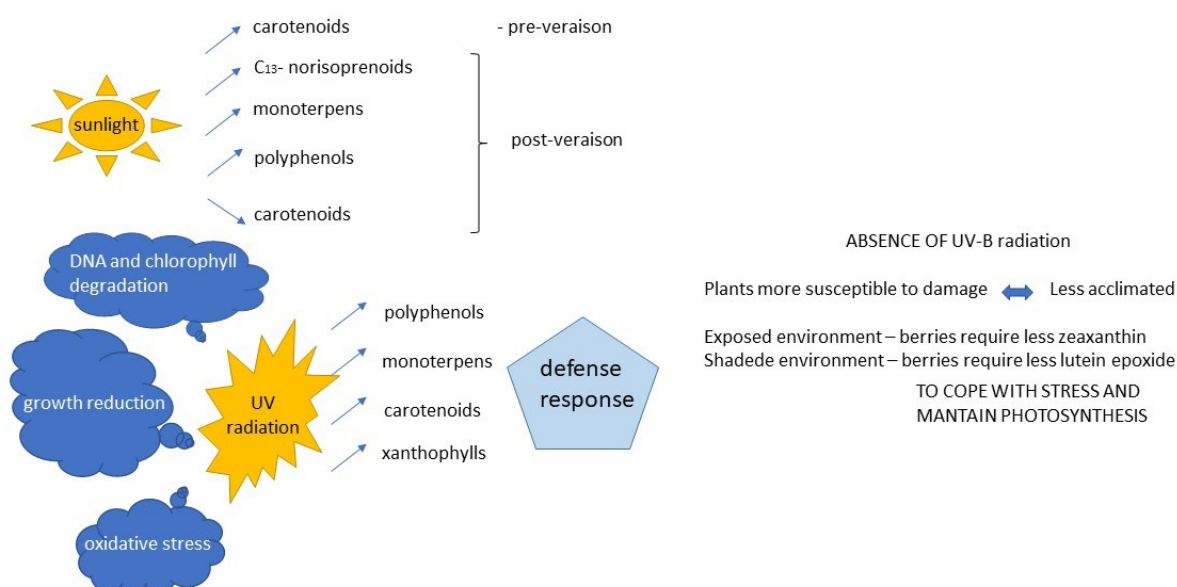 carotenoids - pre-veraison
C₁₃- norisoprenoids
monoterpens
sunlight
polyphenols
post-veraison
carotenoids
DNA and chlorophyll
degradation
growth reduction
oxidative stress
UV
radiation
polyphenols
monoterpens
carotenoids
xanthophylls
defense
response
ABSENCE OF UV-B radiation
Plants more susceptible to damage Less acclimated
Exposed environment – berries require less zeaxanthin
Shadede environment – berries require less lutein epoxide
TO COPE WITH STRESS AND
MANTAIN PHOTOSYNTHESIS